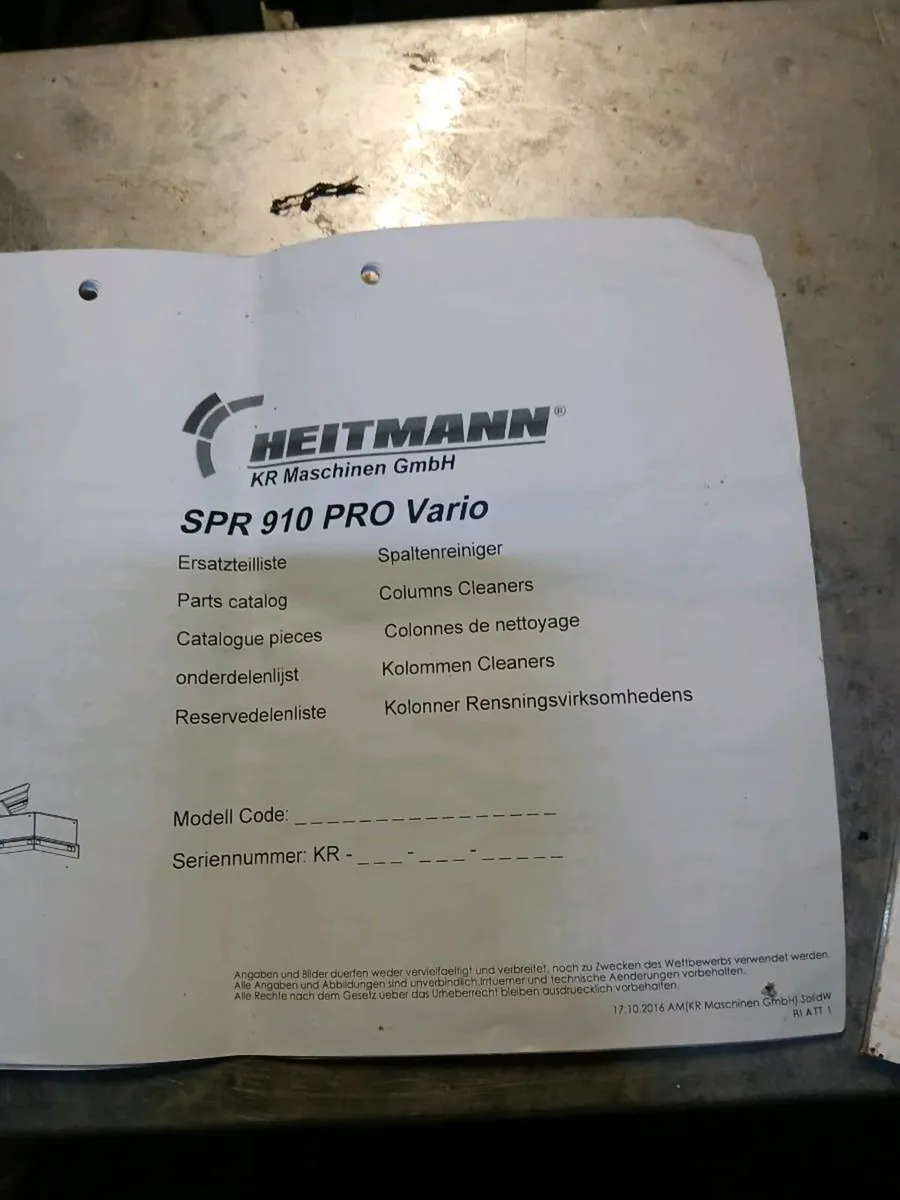 HEITMANN®
KR Maschinen GmbH
SPR 910 PRO Vario
Ersatzteilliste Spaltenreiniger
Parts catalog Columns Cleaners
Catalogue pieces Colonnes de nettoyage
onderdelenlijst Kolommen Cleaners
Reservedelenliste Kolonner Rensningsvirksomhedens
Modell Code: _ _ _ _ _ _ _ _ _ _ _ _ _ _ _ _
Seriennummer: KR - _ _ _ - _ _ _ - _ _ _ _ _
Angaben und Bilder duerfen weder vervielfaeltigt und verbreitet, noch zu Zwecken des Wettbewerbs verwendet werden.
Alle Angaben und Abbildungen sind unverbindlich,Irrtuemer und technische Aenderungen vorbehalten.
Alle Rechte nach dem Gesetz ueber das Urheberrecht bleiben ausdruecklich vorbehalten.
17.10.2016 AM(KR Maschinen GmbH) SolidW
RI ATT 1